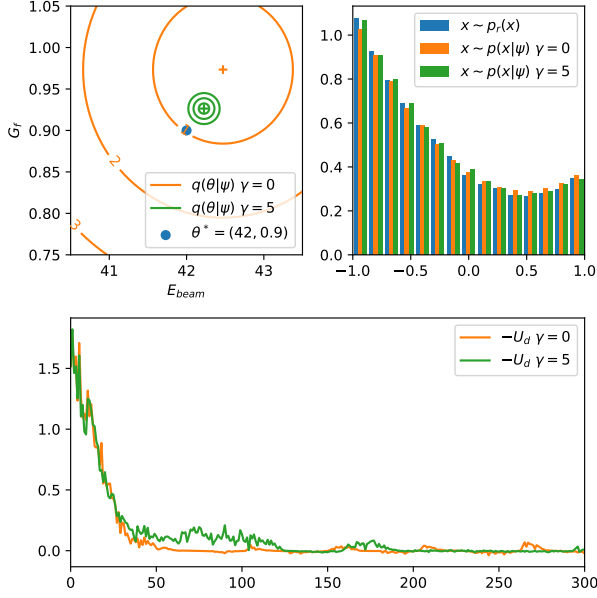 1.05
1.00
0.95
0.90
0.85
0.80
0.75
G_f
1
2
3
q(θ|ψ) γ = 0
q(θ|ψ) γ = 5
θ* = (42, 0.9)
41 42 43
E_beam
1.0
0.8
0.6
0.4
0.2
0.0
x ~ p_r(x)
x ~ p(x|ψ) γ = 0
x ~ p(x|ψ) γ = 5
−1.0 −0.5 0.0 0.5 1.0
1.5
1.0
0.5
0.0
−U_d γ = 0
−U_d γ = 5
0 50 100 150 200 250 300